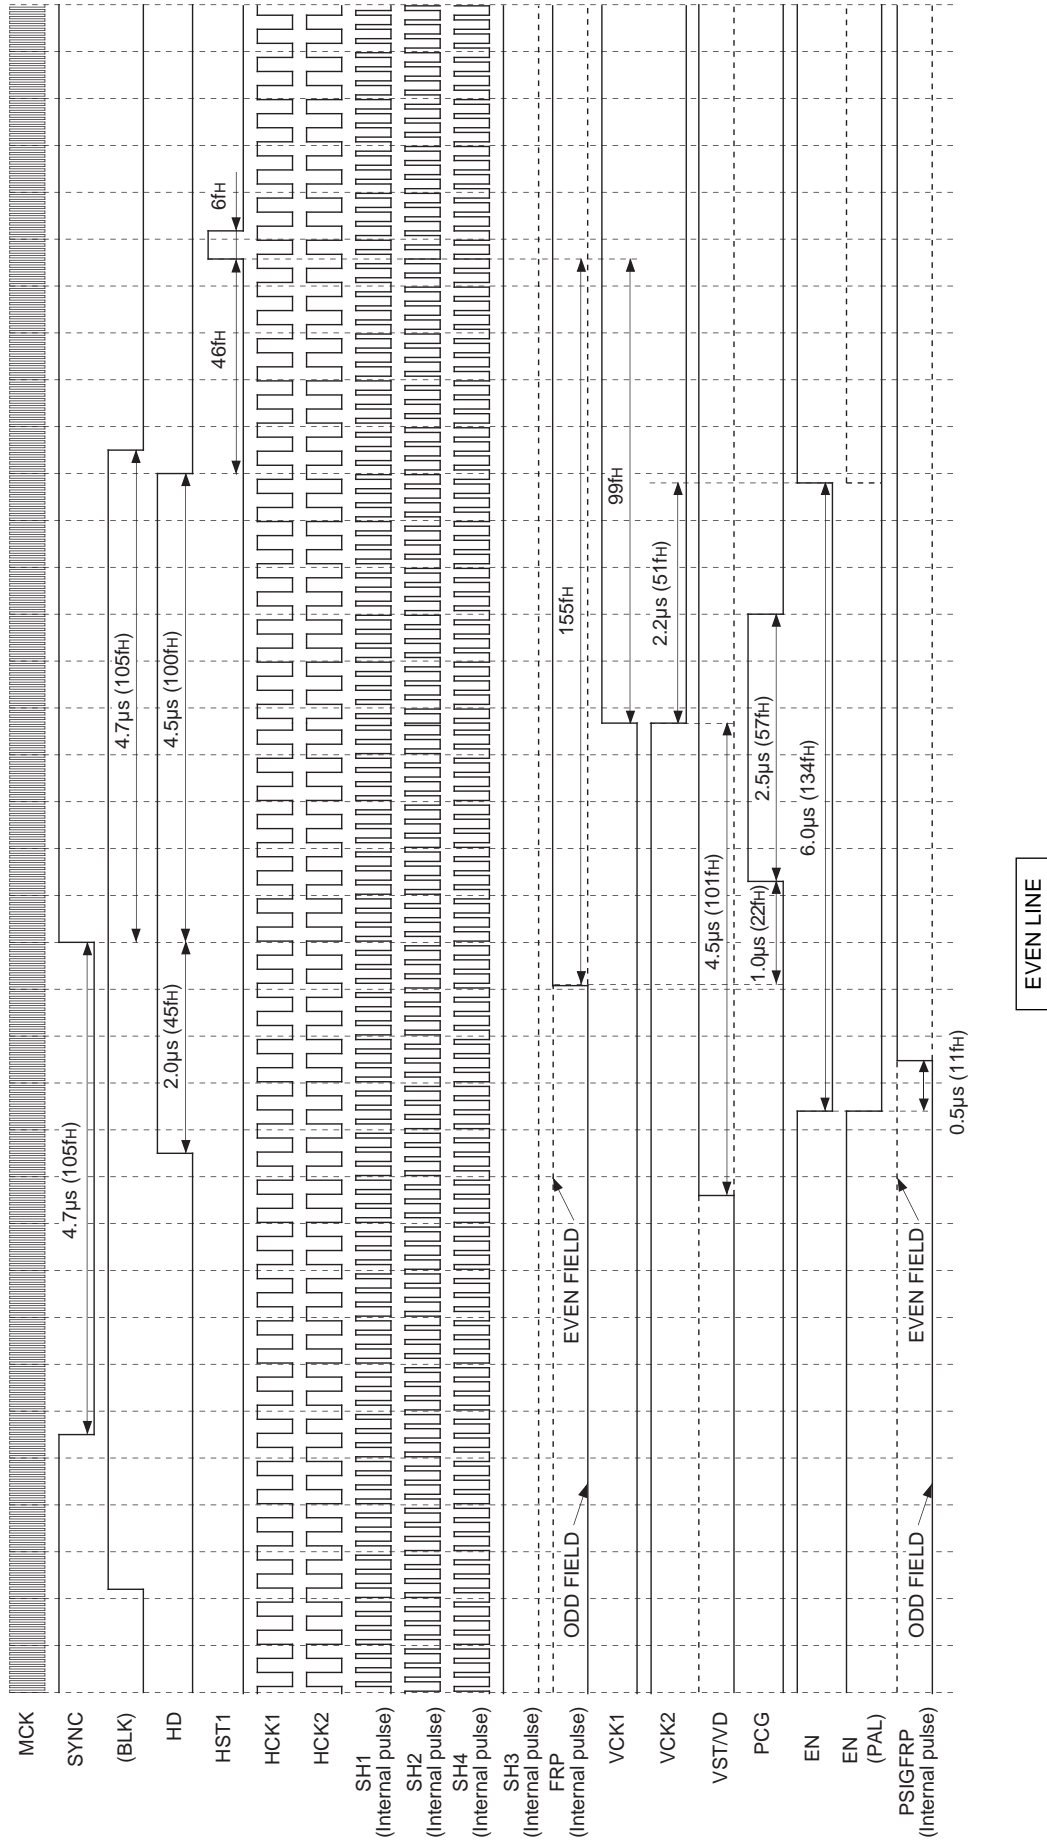 MCK
SYNC
4.7µs (105fH)
(BLK)
4.7µs (105fH)
HD
2.0µs (45fH)
4.5µs (100fH)
HST1
46fH
6fH
HCK1
HCK2
SH1
(Internal pulse)
SH2
(Internal pulse)
SH4
(Internal pulse)
SH3
(Internal pulse)
FRP
(Internal pulse)
ODD FIELD
EVEN FIELD
155fH
VCK1
99fH
VCK2
2.2µs (51fH)
VST/VD
4.5µs (101fH)
PCG
1.0µs (22fH)
2.5µs (57fH)
EN
6.0µs (134fH)
EN
(PAL)
PSIGFRP
(Internal pulse)
ODD FIELD
EVEN FIELD
0.5µs (11fH)
EVEN LINE